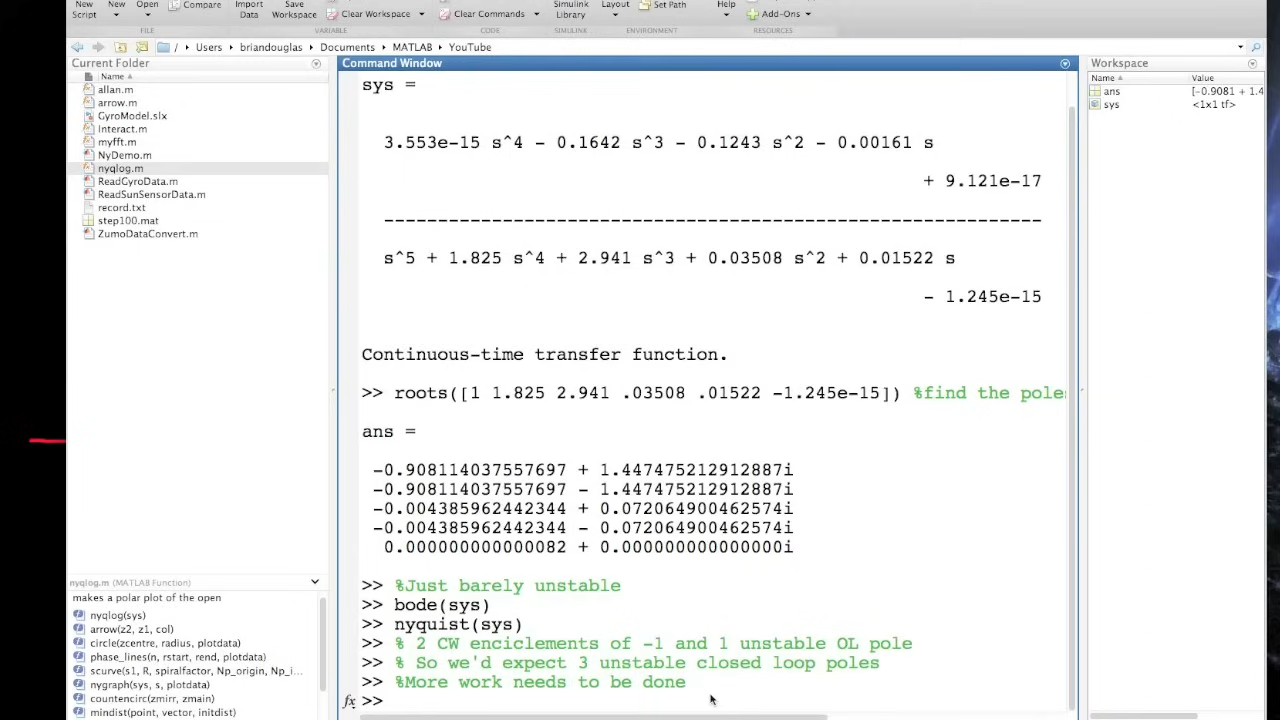 New New Open Compare Import Save Simulink Layout Set Path Help
Script Data Workspace Clear Workspace Clear Commands Library Add-Ons
FILE VARIABLE CODE SIMULINK ENVIRONMENT RESOURCES
/ Users briandouglas Documents MATLAB YouTube
Current Folder
Name
allan.m
arrow.m
GyroModel.slx
Interact.m
myfft.m
NyDemo.m
nyqlog.m
ReadGyroData.m
ReadSunSensorData.m
record.txt
step100.mat
ZumoDataConvert.m
nyqlog.m (MATLAB Function)
makes a polar plot of the open
nyqlog(sys)
arrow(z2, z1, col)
circle(zcentre, radius, plotdata)
phase_lines(n, rstart, rend, plotdata)
scurve(s1, R, spiralfactor, Np_origin, Np_i...
nygraph(sys, s, plotdata)
countencirc(zmirr, zmain)
mindist(point, vector, initdist)
Command Window
sys =
3.553e-15 s^4 - 0.1642 s^3 - 0.1243 s^2 - 0.00161 s
+ 9.121e-17
-------------------------------------------------------------
s^5 + 1.825 s^4 + 2.941 s^3 + 0.03508 s^2 + 0.01522 s
- 1.245e-15
Continuous-time transfer function.
>> roots([1 1.825 2.941 .03508 .01522 -1.245e-15]) %find the poles
ans =
-0.908114037557697 + 1.447475212912887i
-0.908114037557697 - 1.447475212912887i
-0.004385962442344 + 0.072064900462574i
-0.004385962442344 - 0.072064900462574i
0.000000000000082 + 0.000000000000000i
>> %Just barely unstable
>> bode(sys)
>> nyquist(sys)
>> % 2 CW enciclements of -1 and 1 unstable OL pole
>> % So we'd expect 3 unstable closed loop poles
>> %More work needs to be done
fx >>
Workspace
Name Value
ans [-0.9081 + 1.4
sys <1x1 tf>